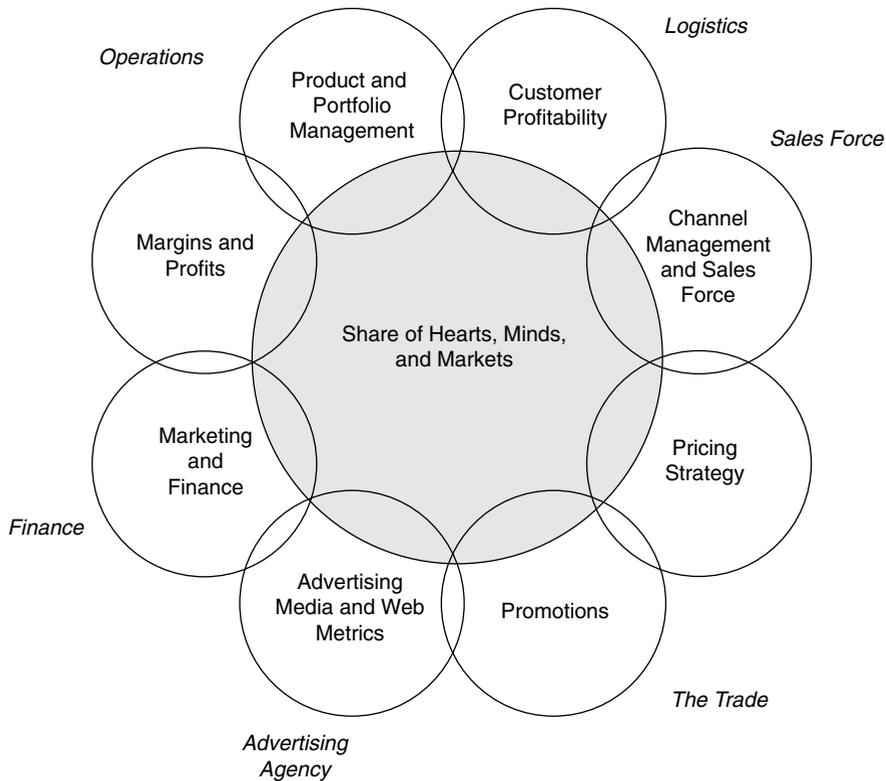 Logistics
Operations
Product and
Portfolio
Management
Customer
Profitability
Sales Force
Channel
Management
and Sales
Force
Margins and
Profits
Share of Hearts, Minds,
and Markets
Marketing
and
Finance
Pricing
Strategy
Finance
Advertising
Media and Web
Metrics
Promotions
The Trade
Advertising
Agency